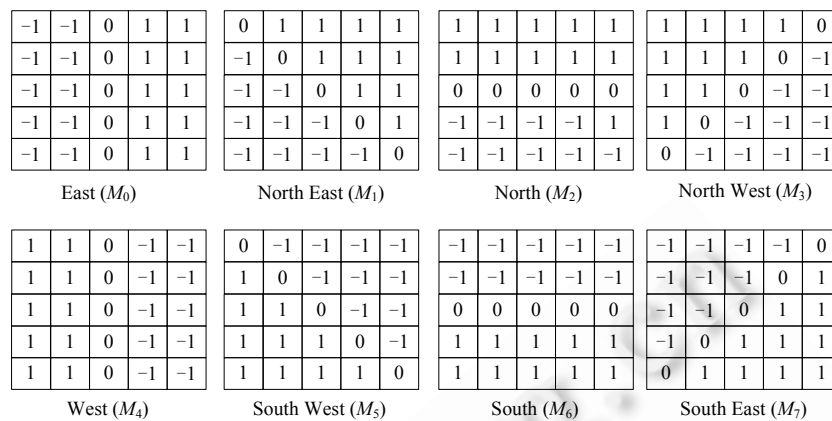 −1 −1 0 1 1
−1 −1 0 1 1
−1 −1 0 1 1
−1 −1 0 1 1
−1 −1 0 1 1
East (M0)
0 1 1 1 1
−1 0 1 1 1
−1 −1 0 1 1
−1 −1 −1 0 1
−1 −1 −1 −1 0
North East (M1)
1 1 1 1 1
1 1 1 1 1
0 0 0 0 0
−1 −1 −1 −1 1
−1 −1 −1 −1 −1
North (M2)
1 1 1 1 0
1 1 1 0 −1
1 1 0 −1 −1
1 0 −1 −1 −1
0 −1 −1 −1 −1
North West (M3)
1 1 0 −1 −1
1 1 0 −1 −1
1 1 0 −1 −1
1 1 0 −1 −1
1 1 0 −1 −1
West (M4)
0 −1 −1 −1 −1
1 0 −1 −1 −1
1 1 0 −1 −1
1 1 1 0 −1
1 1 1 1 0
South West (M5)
−1 −1 −1 −1 −1
−1 −1 −1 −1 −1
0 0 0 0 0
1 1 1 1 1
1 1 1 1 1
South (M6)
−1 −1 −1 −1 0
−1 −1 −1 0 1
−1 −1 0 1 1
−1 0 1 1 1
0 1 1 1 1
South East (M7)